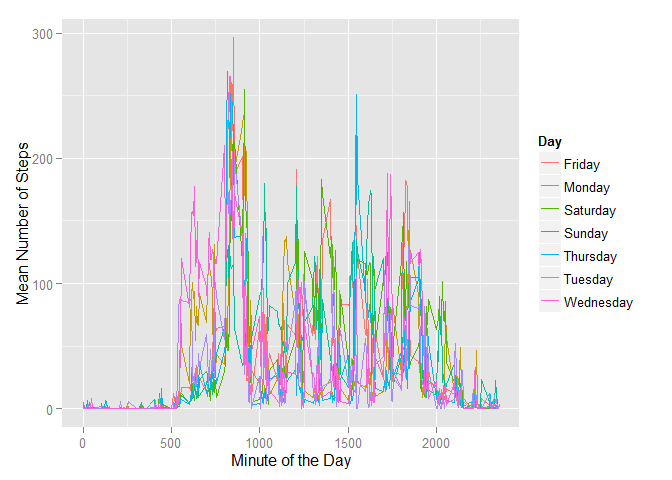 Mean Number of Steps
300
200
100
0
0 500 1000 1500 2000
Minute of the Day
Day
Friday
Monday
Saturday
Sunday
Thursday
Tuesday
Wednesday